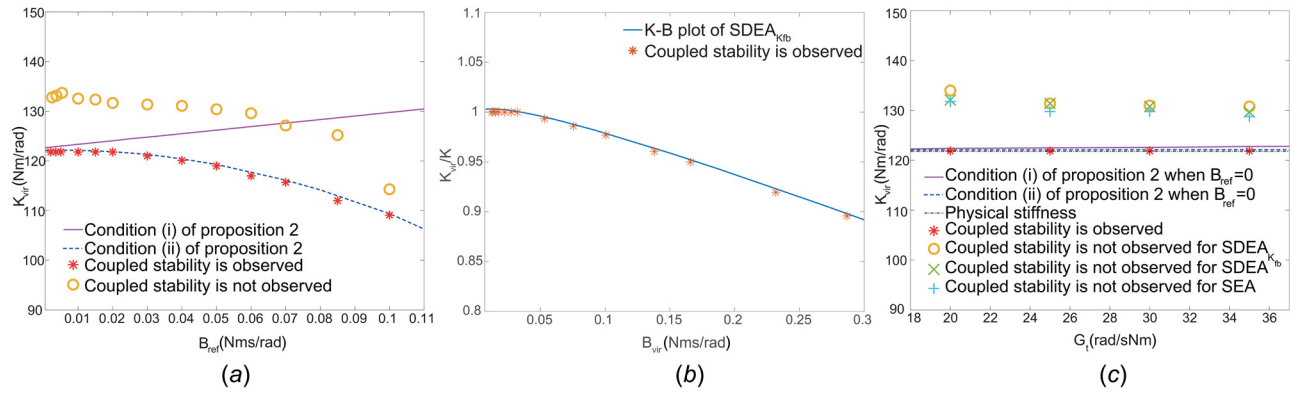 150
140
130
120
110
100
90
K_vir(Nm/rad)
Condition (i) of proposition 2
Condition (ii) of proposition 2
Coupled stability is observed
Coupled stability is not observed
0.01 0.02 0.03 0.04 0.05 0.06 0.07 0.08 0.09 0.10 0.11
B_ref(Nms/rad)
(a)
1.1
1.05
1
0.95
0.9
0.85
0.8
K_vir/K
K-B plot of SDEA_Kfb
Coupled stability is observed
0.05 0.1 0.15 0.2 0.25 0.3
B_vir(Nms/rad)
(b)
150
140
130
120
110
100
90
K_vir(Nm/rad)
Condition (i) of proposition 2 when B_ref=0
Condition (ii) of proposition 2 when B_ref=0
Physical stiffness
Coupled stability is observed
Coupled stability is not observed for SDEA_Kfb
Coupled stability is not observed for SDEA
Coupled stability is not observed for SEA
18 20 22 24 26 28 30 32 34 36
G_t(rad/sNm)
(c)